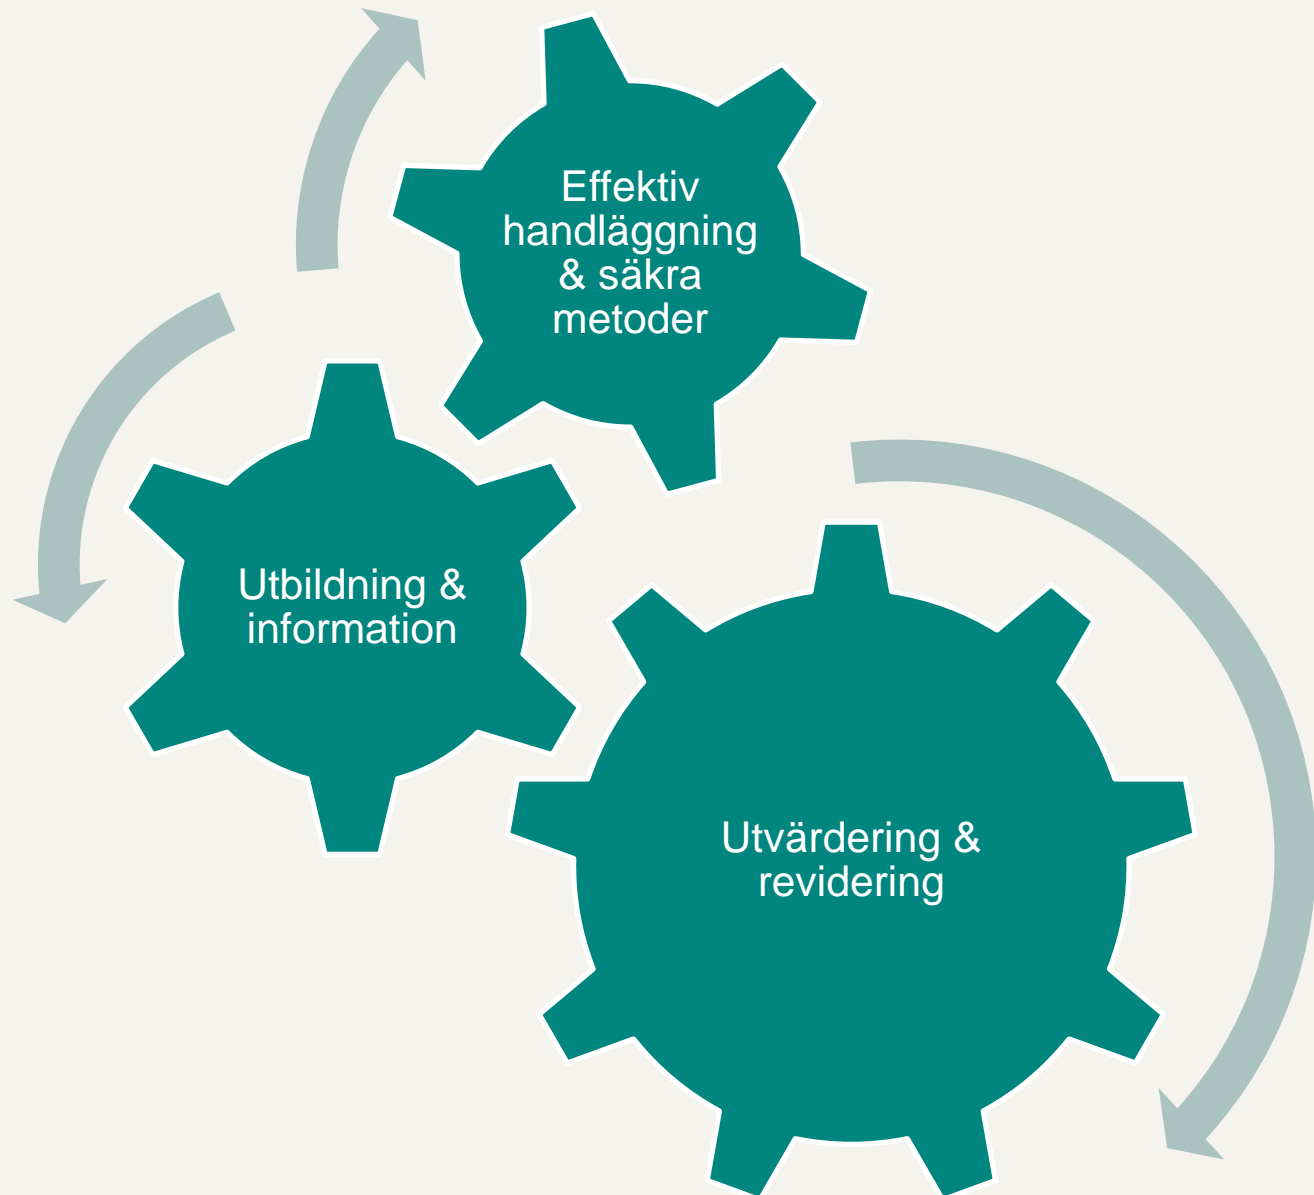 Effektiv
handläggning
& säkra
metoder
Utbildning &
information
Utvärdering &
revidering